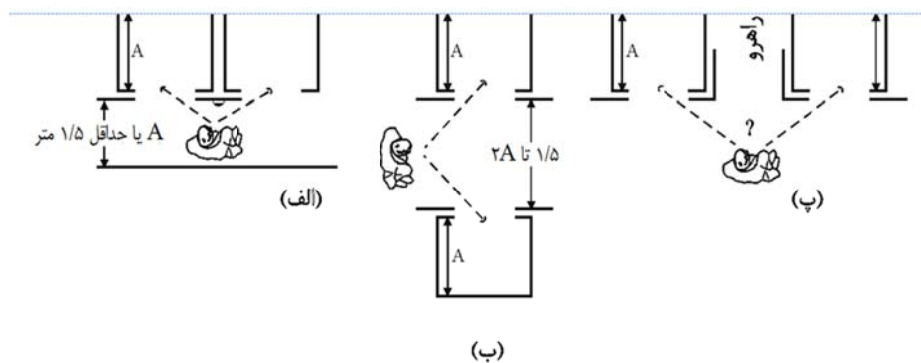 A
A
A
راهرو
A یا حداقل ۱/۵ متر
۱/۵ تا ۲A
?
(الف)
(پ)
A
(ب)